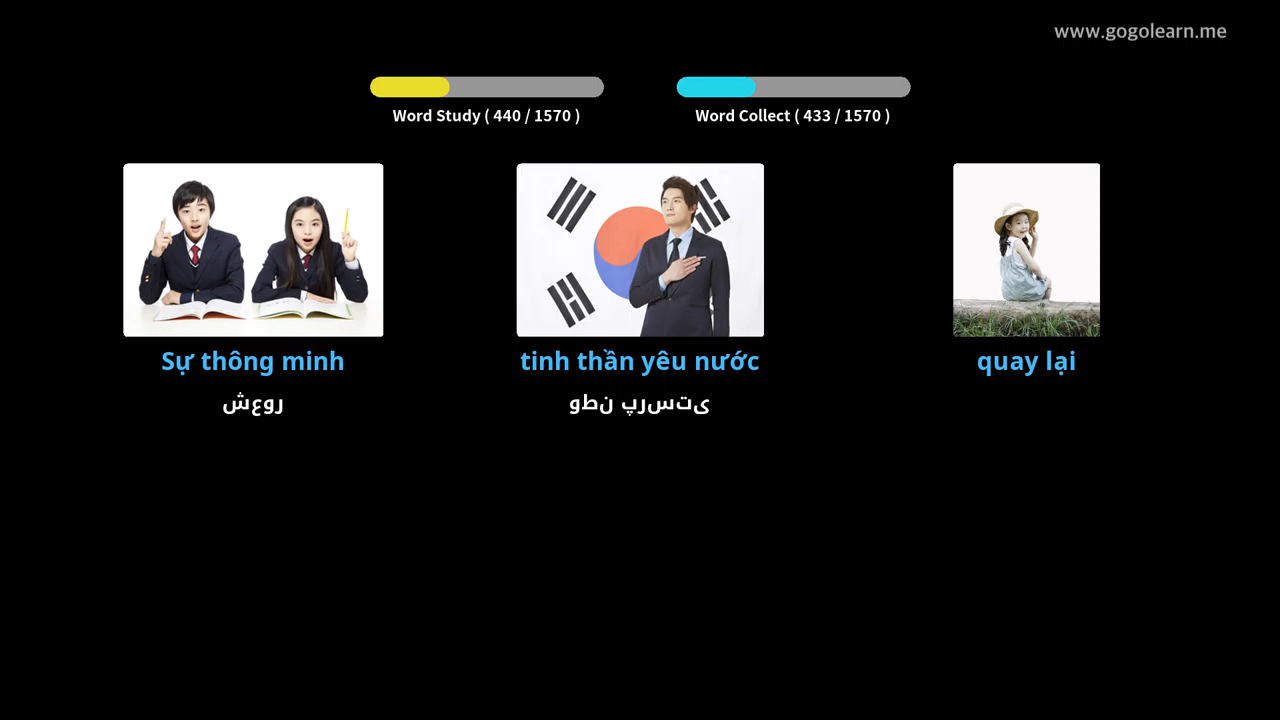 www.gogolearn.me
Word Study ( 440 / 1570 )
Word Collect ( 433 / 1570 )
Sự thông minh
tinh thần yêu nước
quay lại
شعور
وطن پرستی